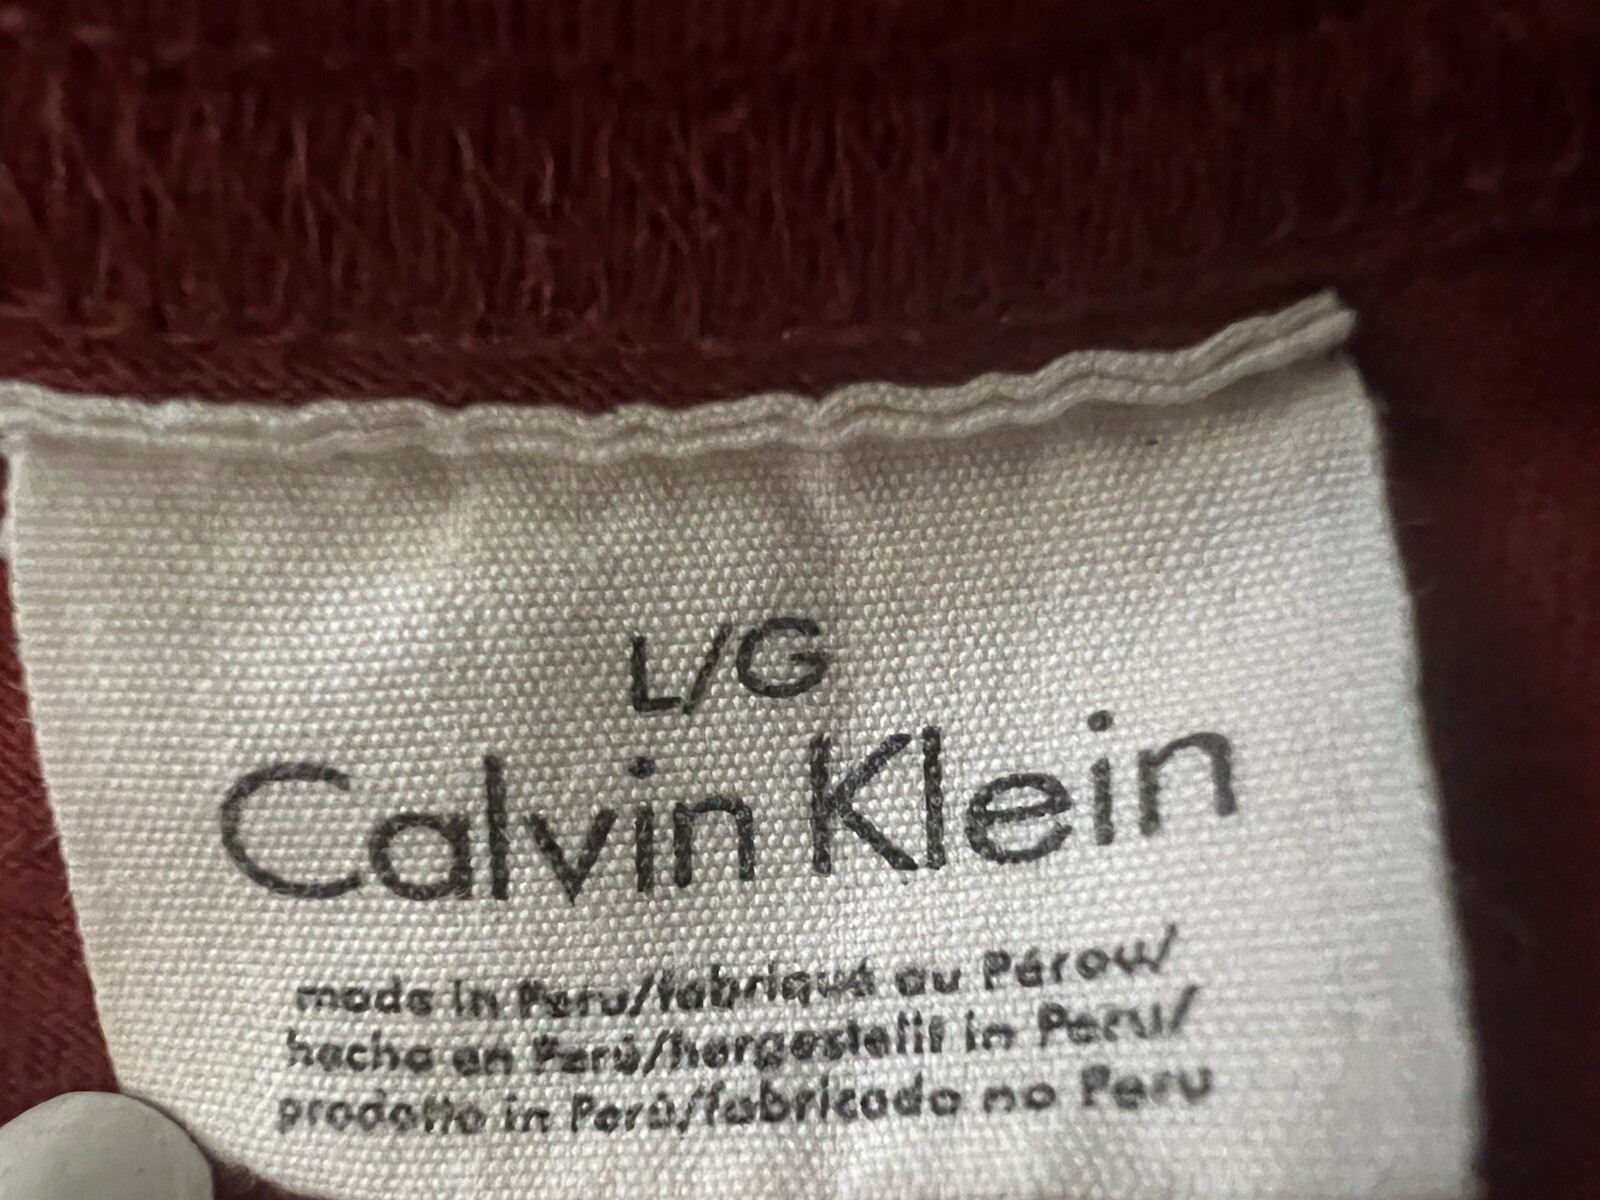 L/G
Calvin Klein
made in Peru/fabriqué au Pérou/
hecho en Perú/hergestellt in Peru/
prodotto in Perù/fabricado no Peru